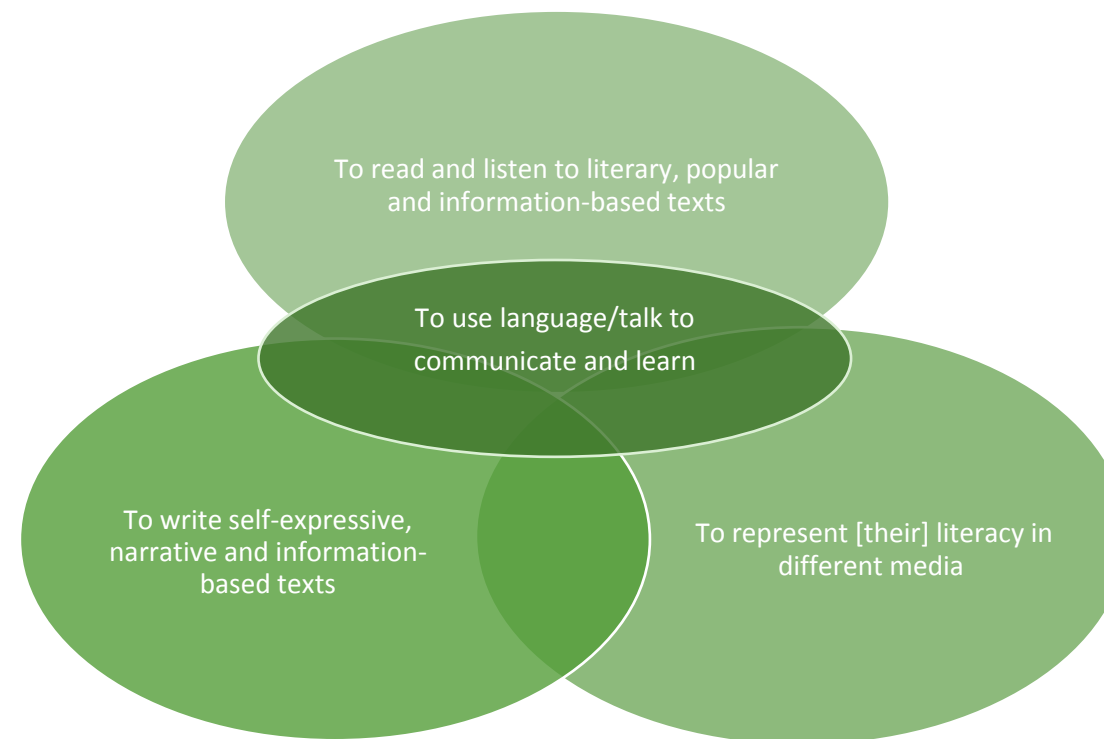 To read and listen to literary, popular
and information-based texts
To use language/talk to
communicate and learn
To write self-expressive,
narrative and information-
based texts
To represent [their] literacy in
different media